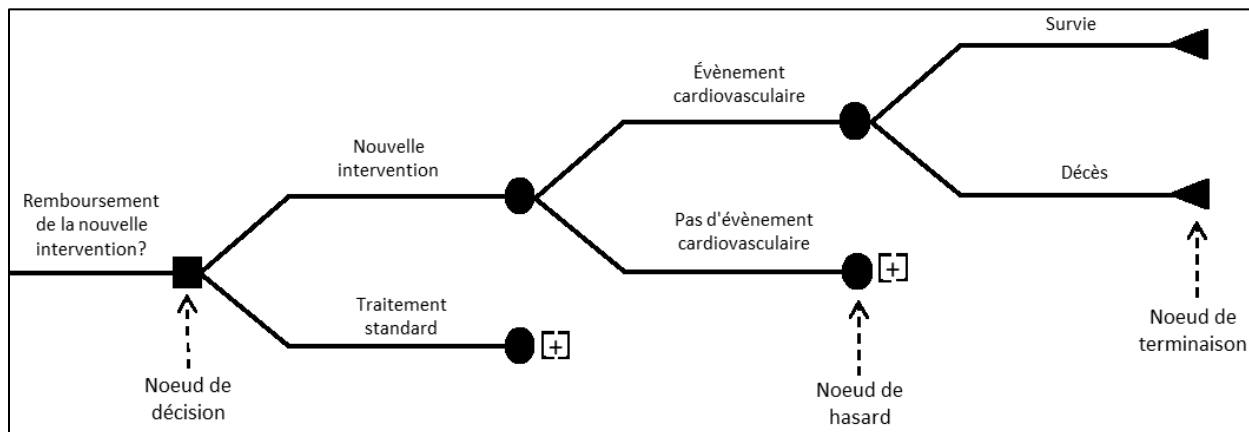 Survie
Évènement
cardiovasculaire
Nouvelle
intervention
Décès
Remboursement
de la nouvelle
intervention?
Pas d'évènement
cardiovasculaire
[+]
Traitement
standard
[+]
Noeud de
décision
Noeud de
hasard
Noeud de
terminaison